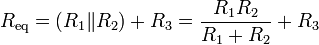 R_eq = (R_1 ∥ R_2) + R_3 = \frac{R_1 R_2}{R_1 + R_2} + R_3